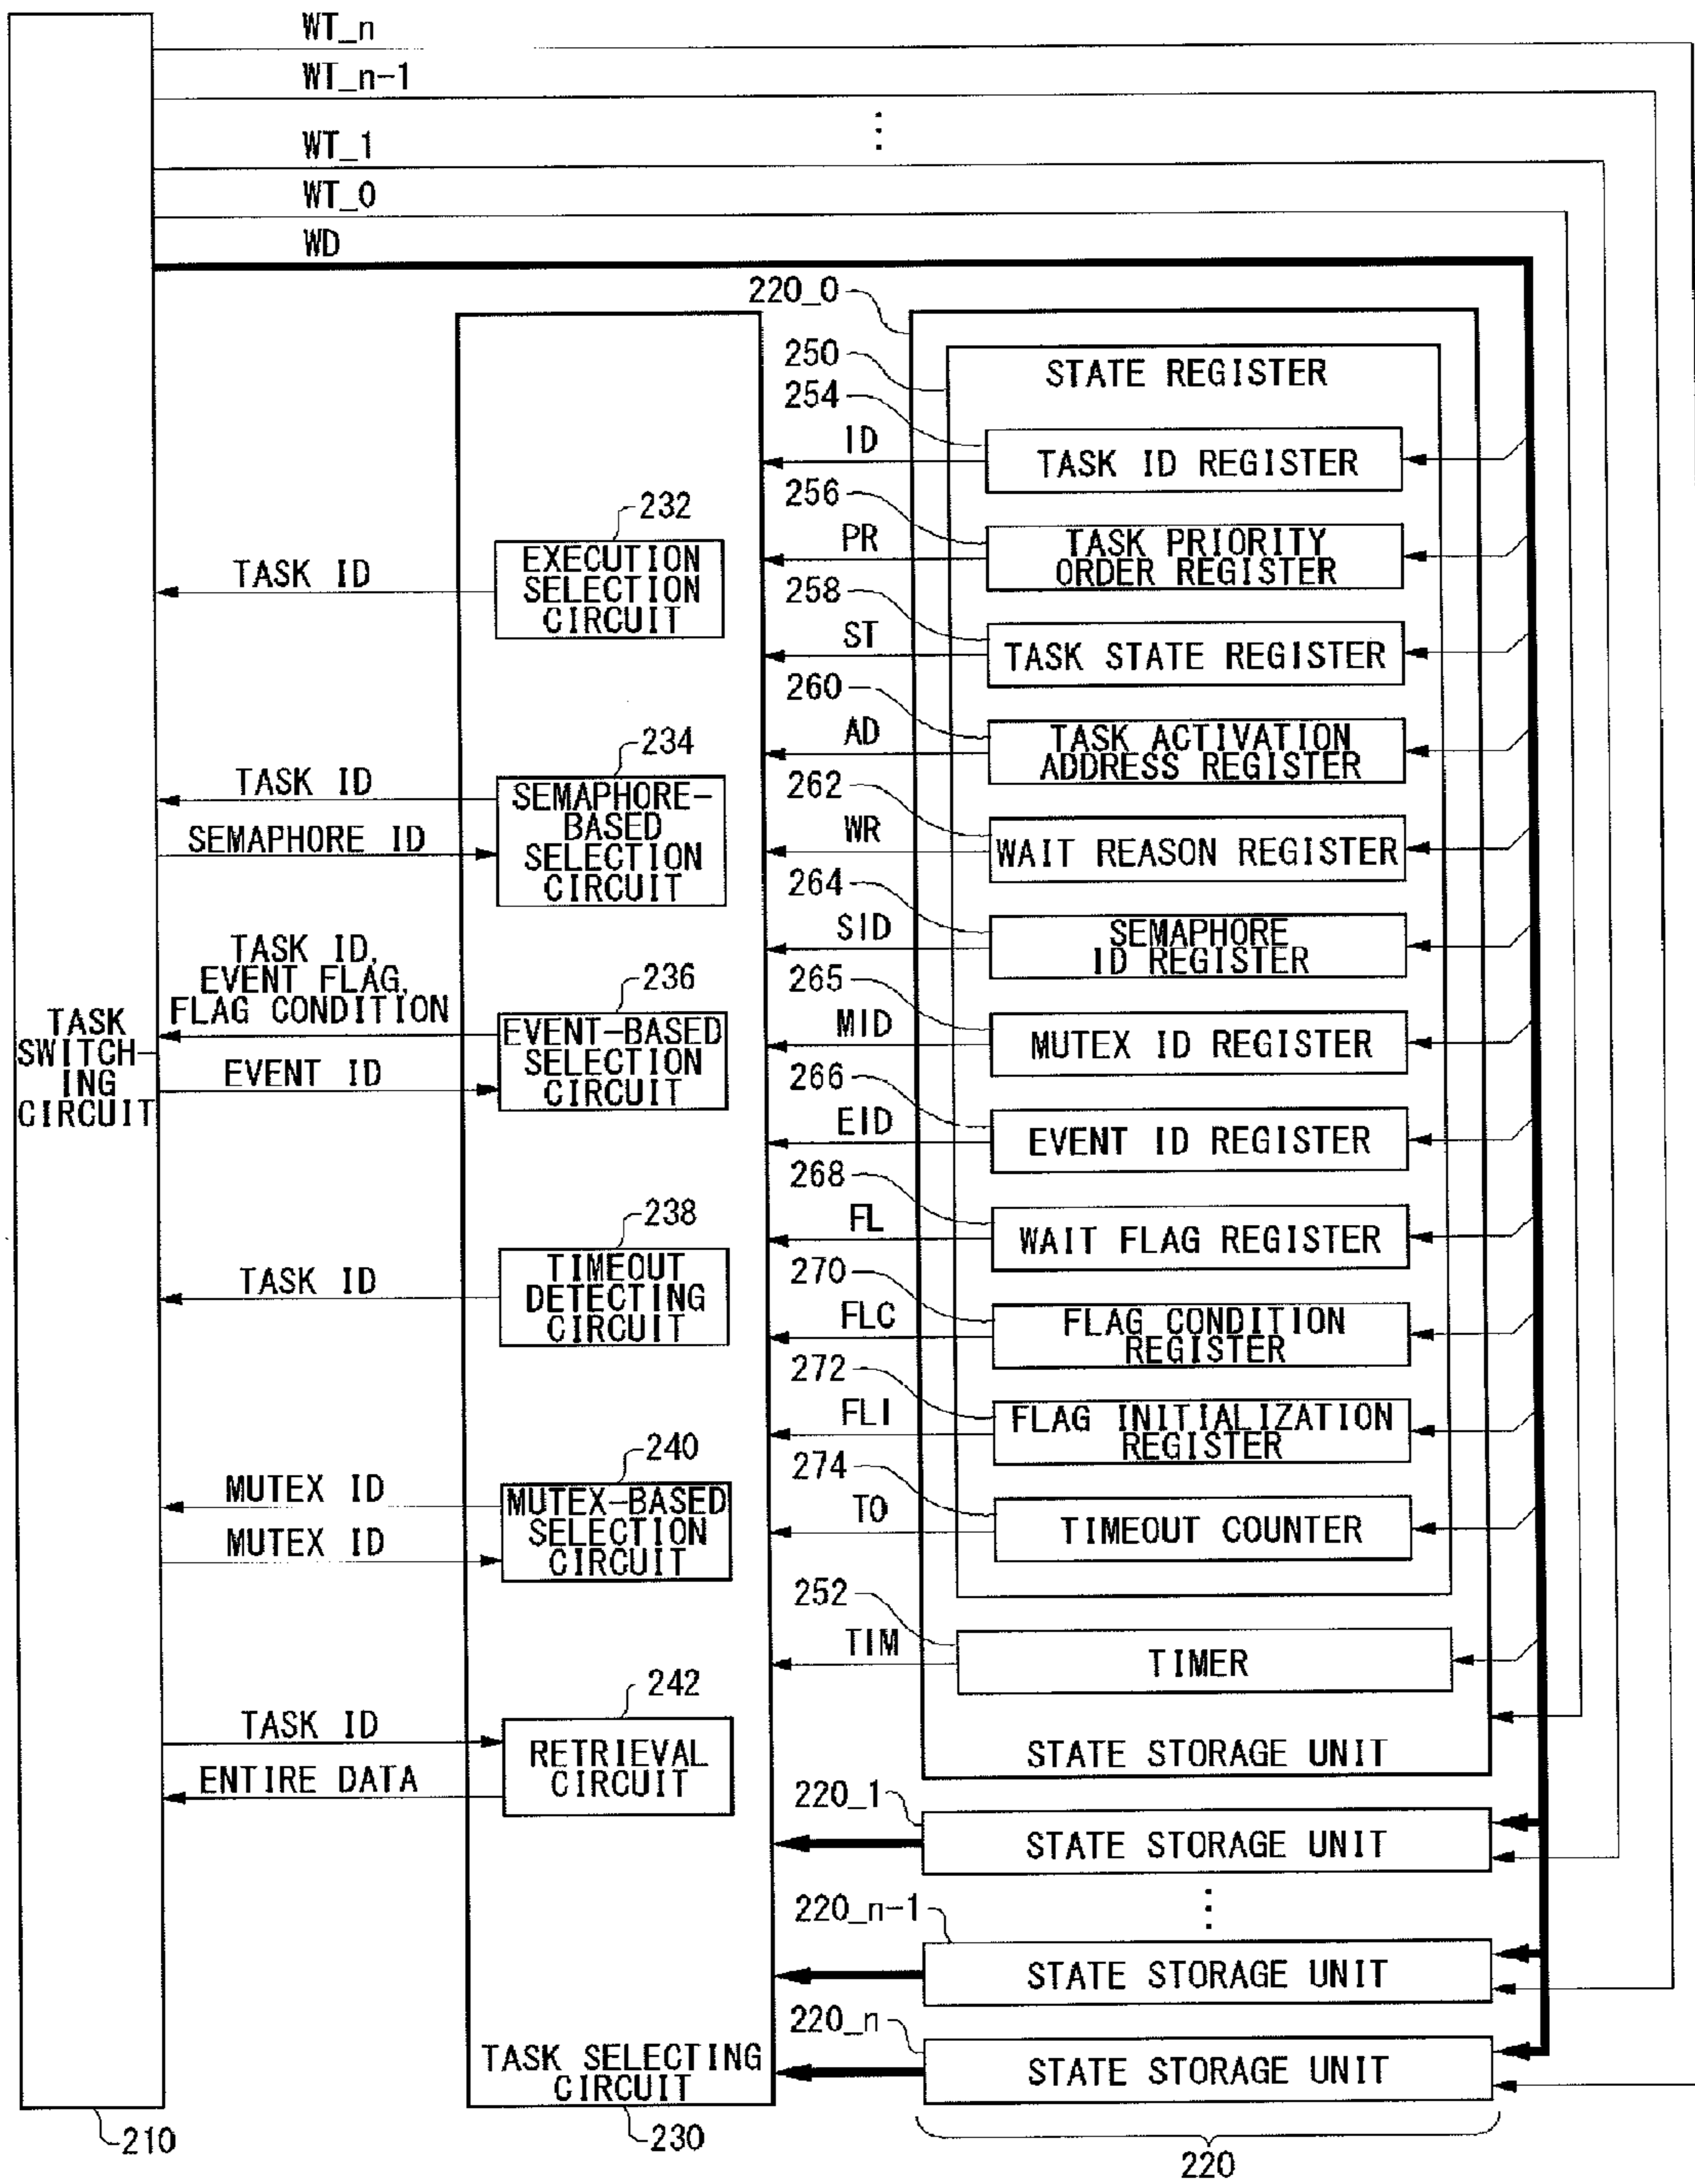 WT_n
WT_n-1
WT_1
WT_0
WD
220_0
250
STATE REGISTER
254
ID
TASK ID REGISTER
256
PR
TASK PRIORITY
ORDER REGISTER
232
EXECUTION
SELECTION
CIRCUIT
TASK ID
258
ST
TASK STATE REGISTER
260
AD
TASK ACTIVATION
ADDRESS REGISTER
234
TASK ID
SEMAPHORE ID
SEMAPHORE-
BASED
SELECTION
CIRCUIT
262
WR
WAIT REASON REGISTER
264
SID
SEMAPHORE
ID REGISTER
TASK ID,
EVENT FLAG,
FLAG CONDITION
EVENT ID
236
EVENT-BASED
SELECTION
CIRCUIT
265
MID
MUTEX ID REGISTER
TASK
SWITCH-
ING
CIRCUIT
266
EID
EVENT ID REGISTER
268
FL
WAIT FLAG REGISTER
238
TASK ID
TIMEOUT
DETECTING
CIRCUIT
270
FLC
FLAG CONDITION
REGISTER
272
FLI
FLAG INITIALIZATION
REGISTER
240
MUTEX ID
MUTEX ID
MUTEX-BASED
SELECTION
CIRCUIT
274
TO
TIMEOUT COUNTER
252
TIM
TIMER
242
TASK ID
ENTIRE DATA
RETRIEVAL
CIRCUIT
STATE STORAGE UNIT
220_1
STATE STORAGE UNIT
220_n-1
STATE STORAGE UNIT
220_n
STATE STORAGE UNIT
TASK SELECTING
CIRCUIT
210
230
220